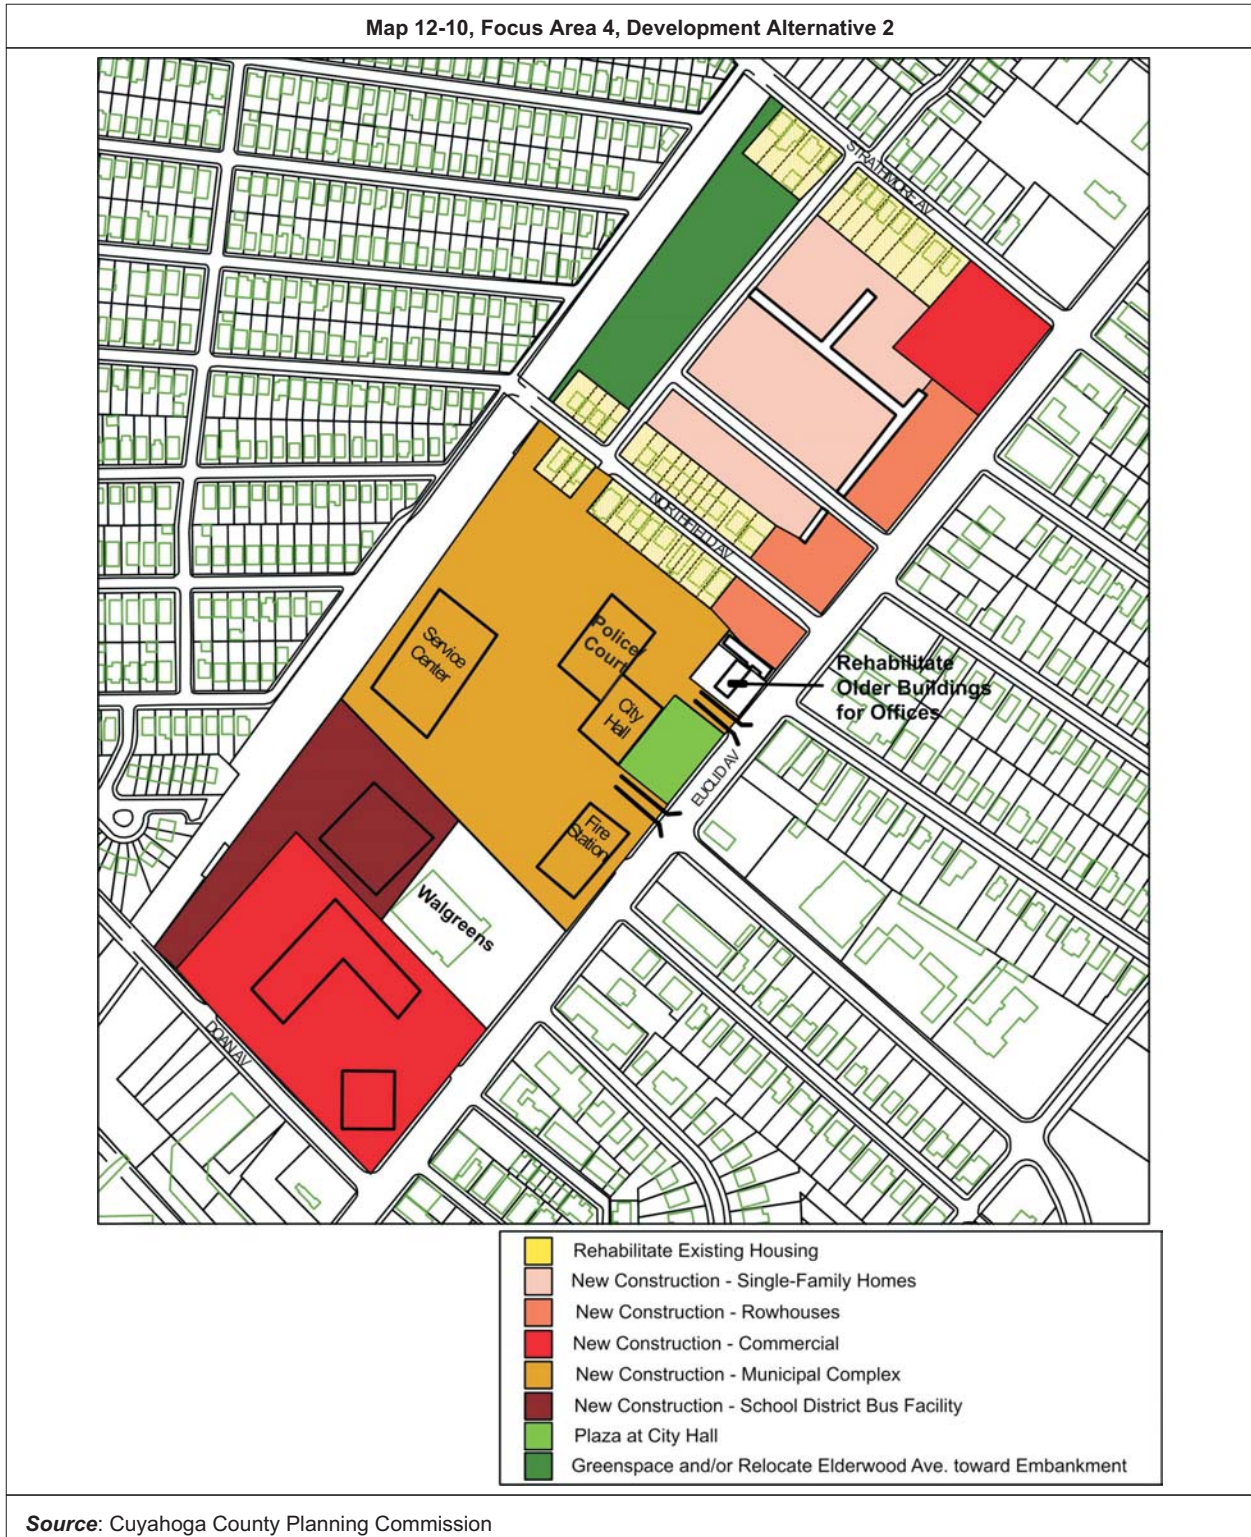 Map 12-10, Focus Area 4, Development Alternative 2
STRATHMORE AV
NORTHFIELD AV
Police/
Court
Service
Center
City
Hall
Rehabilitate
Older Buildings
for Offices
EUCLID AV
Fire
Station
Walgreens
DOAN AV
Rehabilitate Existing Housing
New Construction - Single-Family Homes
New Construction - Rowhouses
New Construction - Commercial
New Construction - Municipal Complex
New Construction - School District Bus Facility
Plaza at City Hall
Greenspace and/or Relocate Elderwood Ave. toward Embankment
Source: Cuyahoga County Planning Commission